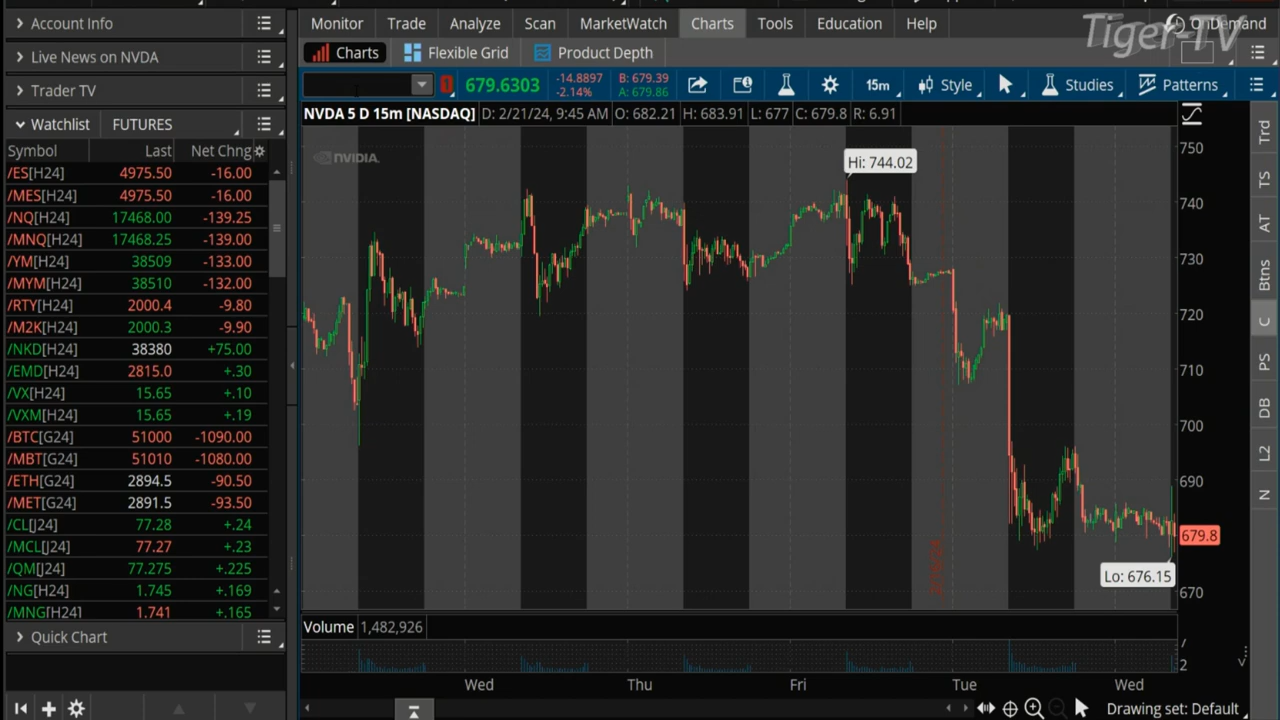 Account Info
Live News on NVDA
Trader TV
Watchlist FUTURES
Symbol Last Net Chng
/ES[H24] 4975.50 -16.00
/MES[H24] 4975.50 -16.00
/NQ[H24] 17468.00 -139.25
/MNQ[H24] 17468.25 -139.00
/YM[H24] 38509 -133.00
/MYM[H24] 38510 -132.00
/RTY[H24] 2000.4 -9.80
/M2K[H24] 2000.3 -9.90
/NKD[H24] 38380 +75.00
/EMD[H24] 2815.0 +.30
/VX[H24] 15.65 +.10
/VXM[H24] 15.65 +.19
/BTC[G24] 51000 -1090.00
/MBT[G24] 51010 -1080.00
/ETH[G24] 2894.5 -90.50
/MET[G24] 2891.5 -93.50
/CL[J24] 77.28 +.24
/MCL[J24] 77.27 +.23
/QM[J24] 77.275 +.225
/NG[H24] 1.745 +.169
/MNG[H24] 1.741 +.165
Quick Chart
Monitor Trade Analyze Scan MarketWatch Charts Tools Education Help
Tiger-TV
Charts Flexible Grid Product Depth
679.6303 -14.8897 B: 679.39
-2.14% A: 679.86
15m Style Studies Patterns
NVDA 5 D 15m [NASDAQ] D: 2/21/24, 9:45 AM O: 682.21 H: 683.91 L: 677 C: 679.8 R: 6.91
NVIDIA.
Hi: 744.02
750
740
730
720
710
700
690
679.8
Lo: 676.15
670
Volume 1,482,926
2
Wed Thu Fri Tue Wed
Drawing set: Default
Trd
TS
AT
Btns
C
PS
DB
L2
N